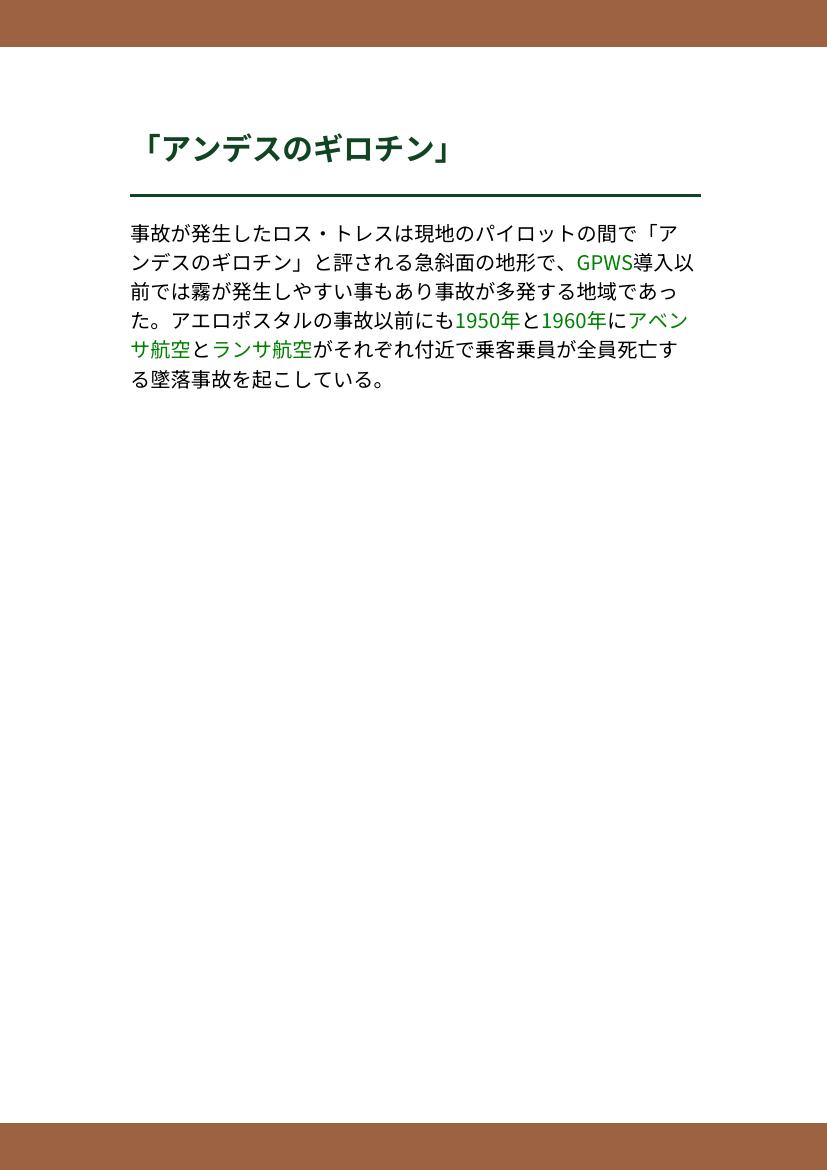 「アンデスのギロチン」
事故が発生したロス・トレスは現地のパイロットの間で「ア
ンデスのギロチン」と評される急斜面の地形で、GPWS導入以
前では霧が発生しやすい事もあり事故が多発する地域であっ
た。アエロポスタルの事故以前にも1950年と1960年にアベン
サ航空とランサ航空がそれぞれ付近で乗客乗員が全員死亡す
る墜落事故を起こしている。